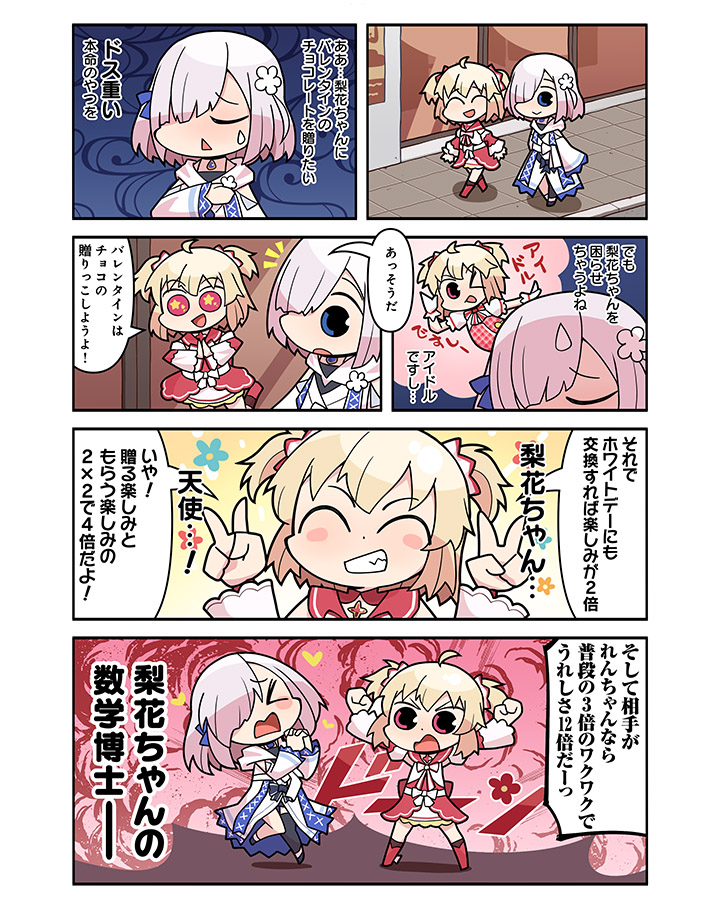 ああ…梨花ちゃんに
バレンタインの
チョコレートを贈りたい
ドス重い
本命のやつを
でも
梨花ちゃんを
困らせ
ちゃうよね
アイドル
でぇすし
アイドル
ですし…
あっそうだ
バレンタインは
チョコの
贈りっこしようよ！
それで
ホワイトデーにも
交換すれば楽しみが2倍
梨花ちゃん…
天使…！
いや！
贈る楽しみと
もらう楽しみの
2×2で4倍だよ！
そして相手が
れんちゃんなら
普段の3倍のワクワクで
うれしさ12倍だーっ
ドドーン
梨花ちゃんの
数学博士──